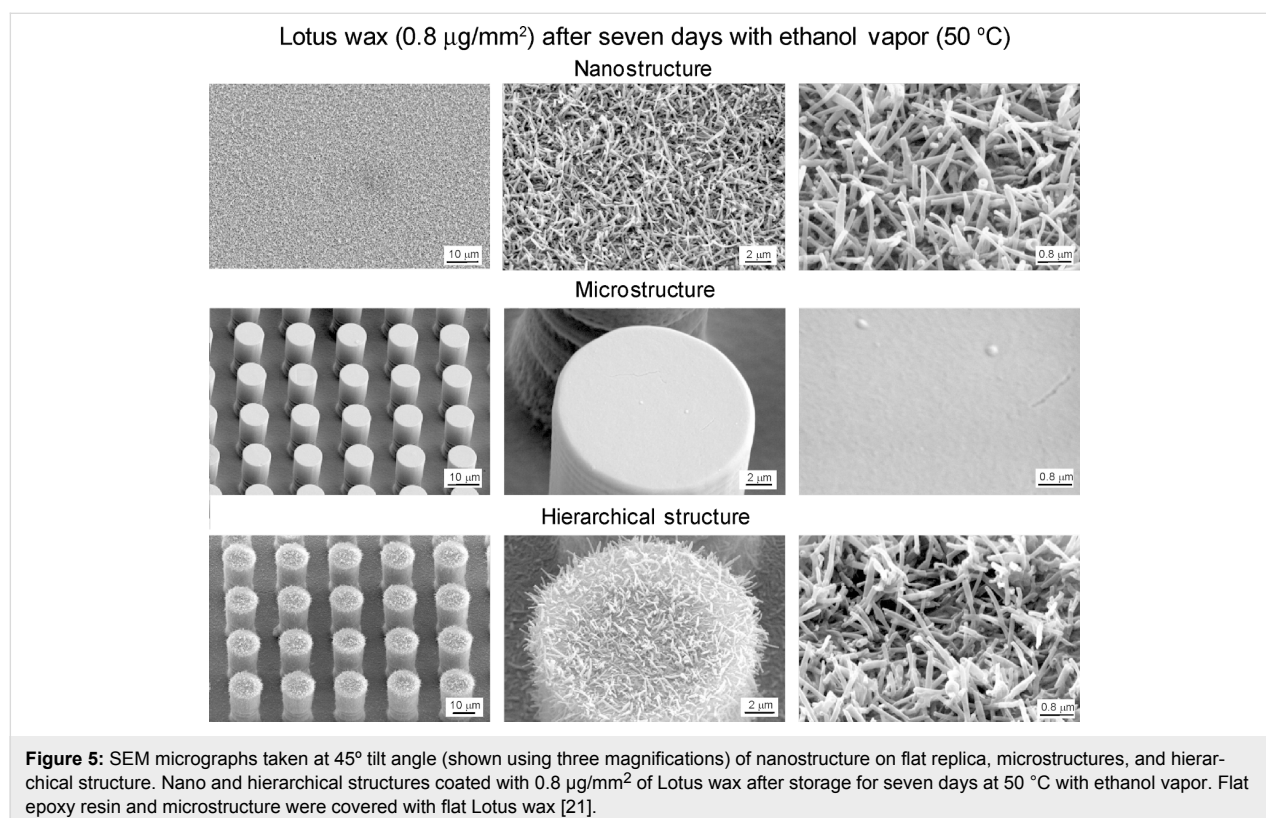 Lotus wax (0.8 μg/mm²) after seven days with ethanol vapor (50 ºC)
Nanostructure
10 μm
2 μm
0.8 μm
Microstructure
10 μm
2 μm
0.8 μm
Hierarchical structure
10 μm
2 μm
0.8 μm
Figure 5: SEM micrographs taken at 45º tilt angle (shown using three magnifications) of nanostructure on flat replica, microstructures, and hierar-
chical structure. Nano and hierarchical structures coated with 0.8 μg/mm² of Lotus wax after storage for seven days at 50 °C with ethanol vapor. Flat
epoxy resin and microstructure were covered with flat Lotus wax [21].